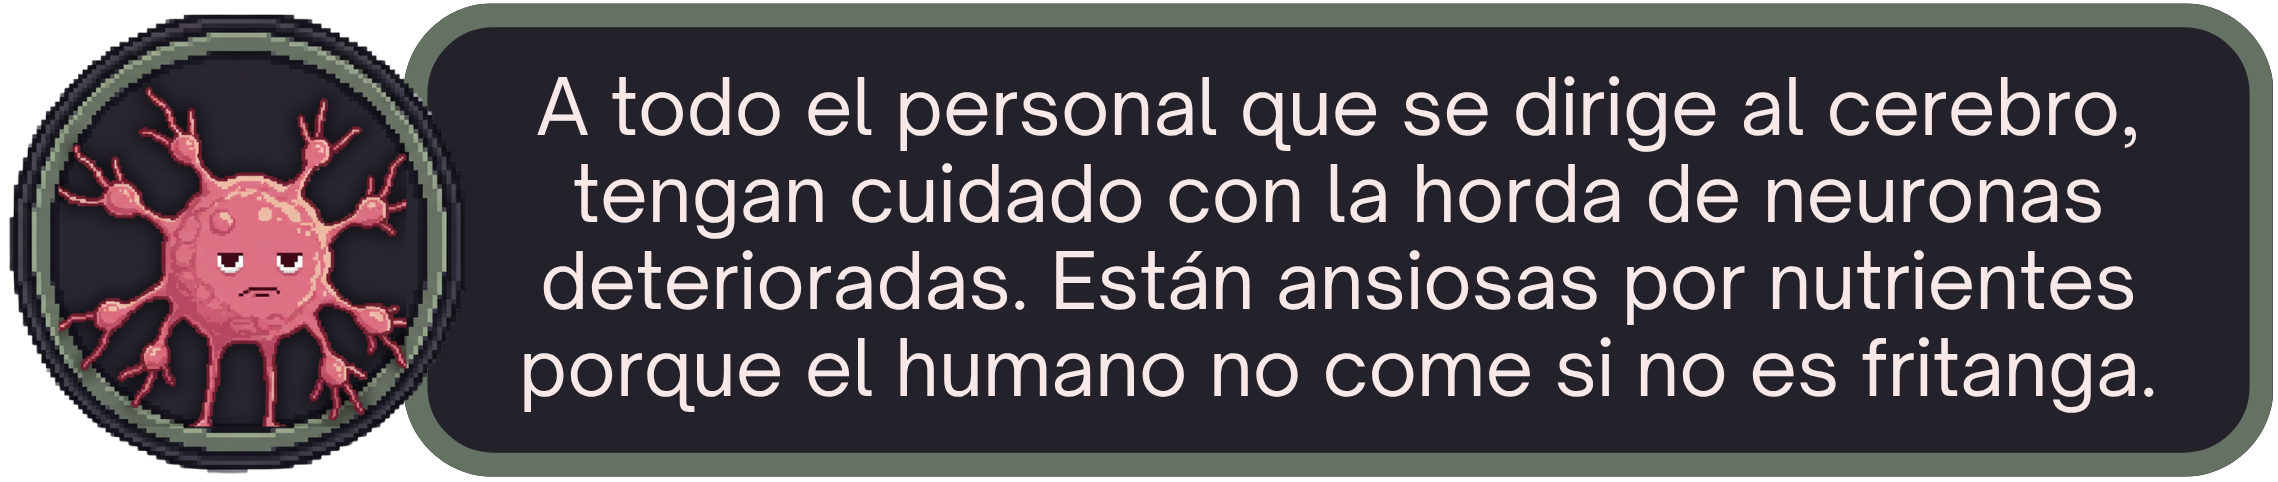 A todo el personal que se dirige al cerebro,
tengan cuidado con la horda de neuronas
deterioradas. Están ansiosas por nutrientes
porque el humano no come si no es fritanga.